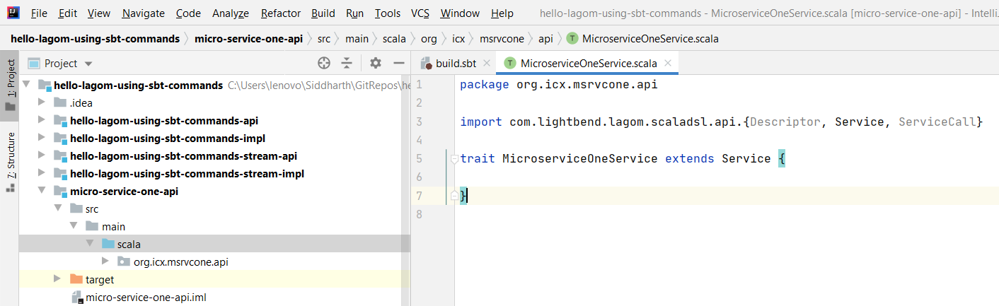 File Edit View Navigate Code Analyze Refactor Build Run Tools VCS Window Help hello-lagom-using-sbt-commands - MicroserviceOneService.scala [micro-service-one-api] - Intelli.
hello-lagom-using-sbt-commands micro-service-one-api src main scala org icx msrvcone api MicroserviceOneService.scala
1: Project
7: Structure
Project
hello-lagom-using-sbt-commands C:\Users\lenovo\Siddharth\GitRepos\he
.idea
hello-lagom-using-sbt-commands-api
hello-lagom-using-sbt-commands-impl
hello-lagom-using-sbt-commands-stream-api
hello-lagom-using-sbt-commands-stream-impl
micro-service-one-api
src
main
scala
org.icx.msrvcone.api
target
micro-service-one-api.iml
build.sbt MicroserviceOneService.scala
1 package org.icx.msrvcone.api
2
3 import com.lightbend.lagom.scaladsl.api.{Descriptor, Service, ServiceCall}
4
5 trait MicroserviceOneService extends Service {
6
7 }
8